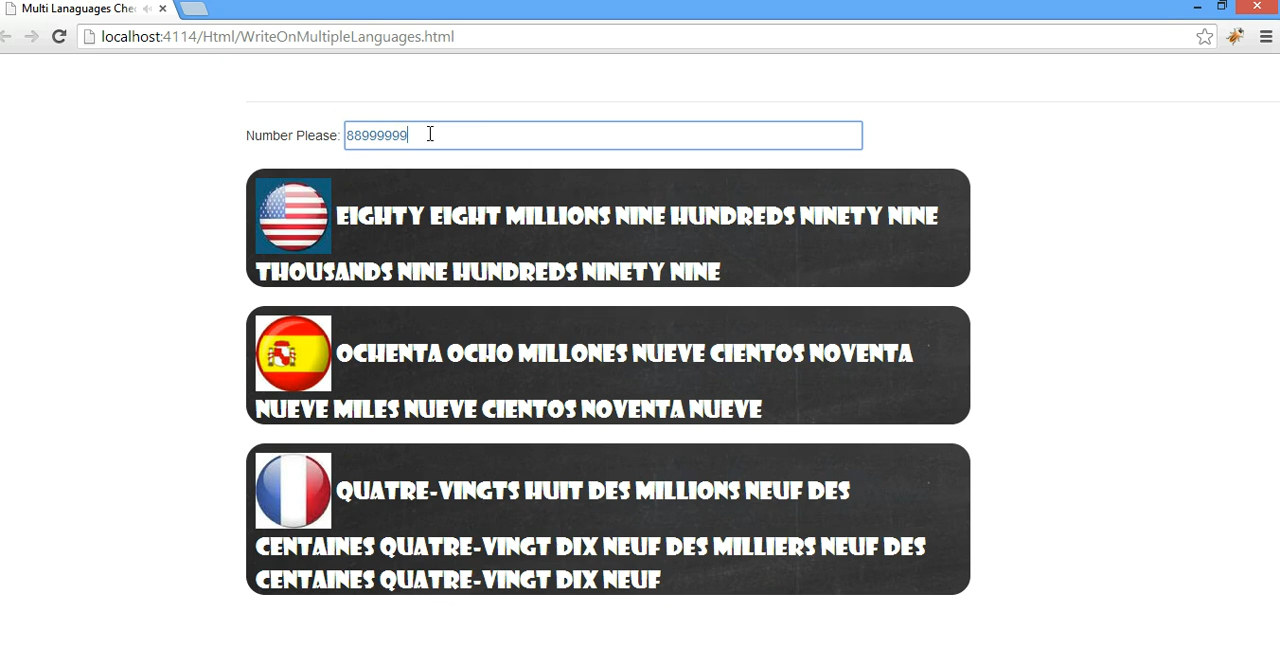 Multi Lanaguages Che
localhost:4114/Html/WriteOnMultipleLanguages.html
Number Please: 88999999
EIGHTY EIGHT MILLIONS NINE HUNDREDS NINETY NINE
THOUSANDS NINE HUNDREDS NINETY NINE
OCHENTA OCHO MILLONES NUEVE CIENTOS NOVENTA
NUEVE MILES NUEVE CIENTOS NOVENTA NUEVE
QUATRE-VINGTS HUIT DES MILLIONS NEUF DES
CENTAINES QUATRE-VINGT DIX NEUF DES MILLIERS NEUF DES
CENTAINES QUATRE-VINGT DIX NEUF